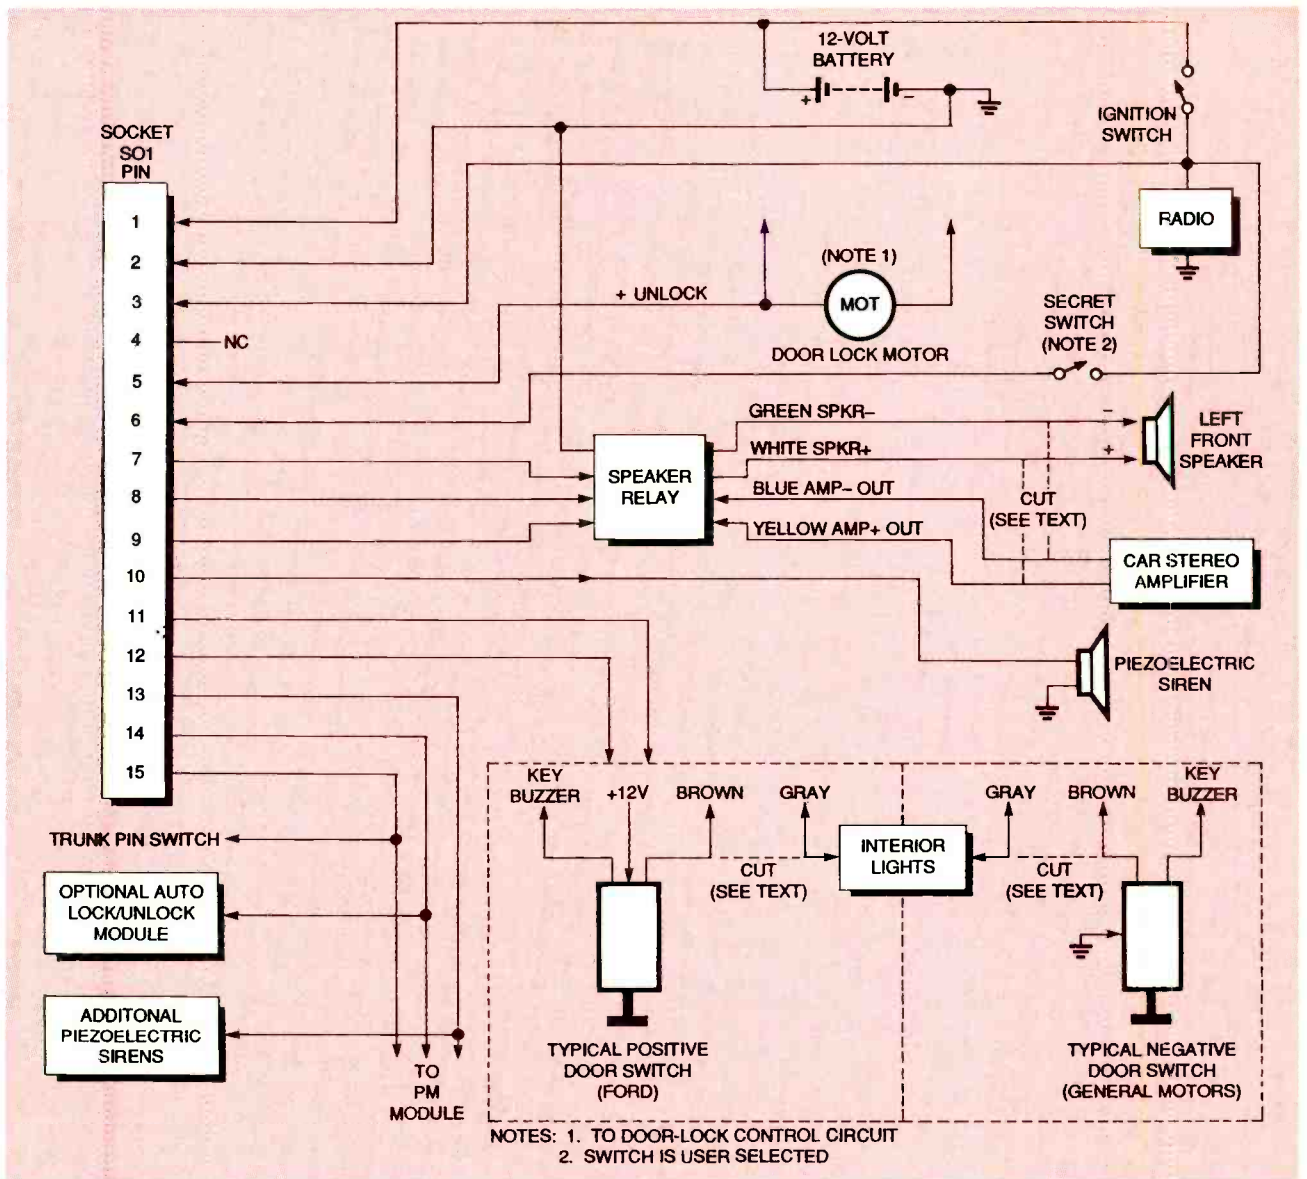 12-VOLT
BATTERY
+
−
IGNITION
SWITCH
SOCKET
SO1
PIN
1
2
3
4
5
6
7
8
9
10
11
12
13
14
15
NC
RADIO
(NOTE 1)
+ UNLOCK
MOT
DOOR LOCK MOTOR
SECRET
SWITCH
(NOTE 2)
GREEN SPKR−
WHITE SPKR+
BLUE AMP− OUT
YELLOW AMP+ OUT
SPEAKER
RELAY
−
+
LEFT
FRONT
SPEAKER
CUT
(SEE TEXT)
CAR STEREO
AMPLIFIER
PIEZOELECTRIC
SIREN
TRUNK PIN SWITCH
OPTIONAL AUTO
LOCK/UNLOCK
MODULE
ADDITONAL
PIEZOELECTRIC
SIRENS
TO
PM
MODULE
KEY
BUZZER
+12V
BROWN
GRAY
INTERIOR
LIGHTS
GRAY
BROWN
KEY
BUZZER
CUT
(SEE TEXT)
CUT
(SEE TEXT)
TYPICAL POSITIVE
DOOR SWITCH
(FORD)
TYPICAL NEGATIVE
DOOR SWITCH
(GENERAL MOTORS)
NOTES: 1. TO DOOR-LOCK CONTROL CIRCUIT
2. SWITCH IS USER SELECTED